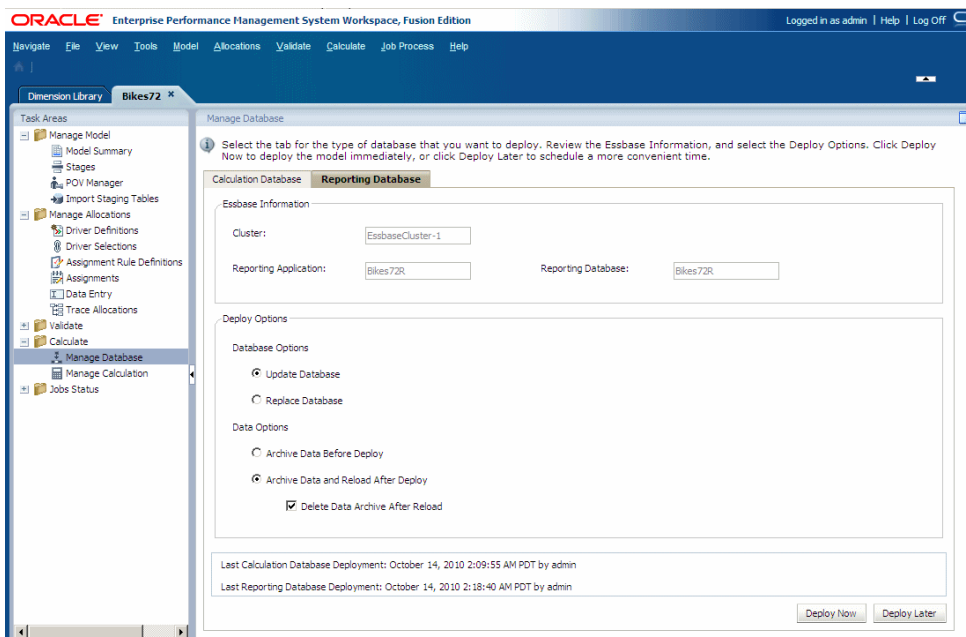 ORACLE® Enterprise Performance Management System Workspace, Fusion Edition
Logged in as admin | Help | Log Off
Navigate File View Tools Model Allocations Validate Calculate Job Process Help
Dimension Library Bikes72
Task Areas
Manage Model
Model Summary
Stages
POV Manager
Import Staging Tables
Manage Allocations
Driver Definitions
Driver Selections
Assignment Rule Definitions
Assignments
Data Entry
Trace Allocations
Validate
Calculate
Manage Database
Manage Calculation
Jobs Status
Manage Database
Select the tab for the type of database that you want to deploy. Review the Essbase Information, and select the Deploy Options. Click Deploy
Now to deploy the model immediately, or click Deploy Later to schedule a more convenient time.
Calculation Database Reporting Database
Essbase Information
Cluster: EssbaseCluster-1
Reporting Application: Bikes72R Reporting Database: Bikes72R
Deploy Options
Database Options
Update Database
Replace Database
Data Options
Archive Data Before Deploy
Archive Data and Reload After Deploy
Delete Data Archive After Reload
Last Calculation Database Deployment: October 14, 2010 2:09:55 AM PDT by admin
Last Reporting Database Deployment: October 14, 2010 2:18:40 AM PDT by admin
Deploy Now Deploy Later